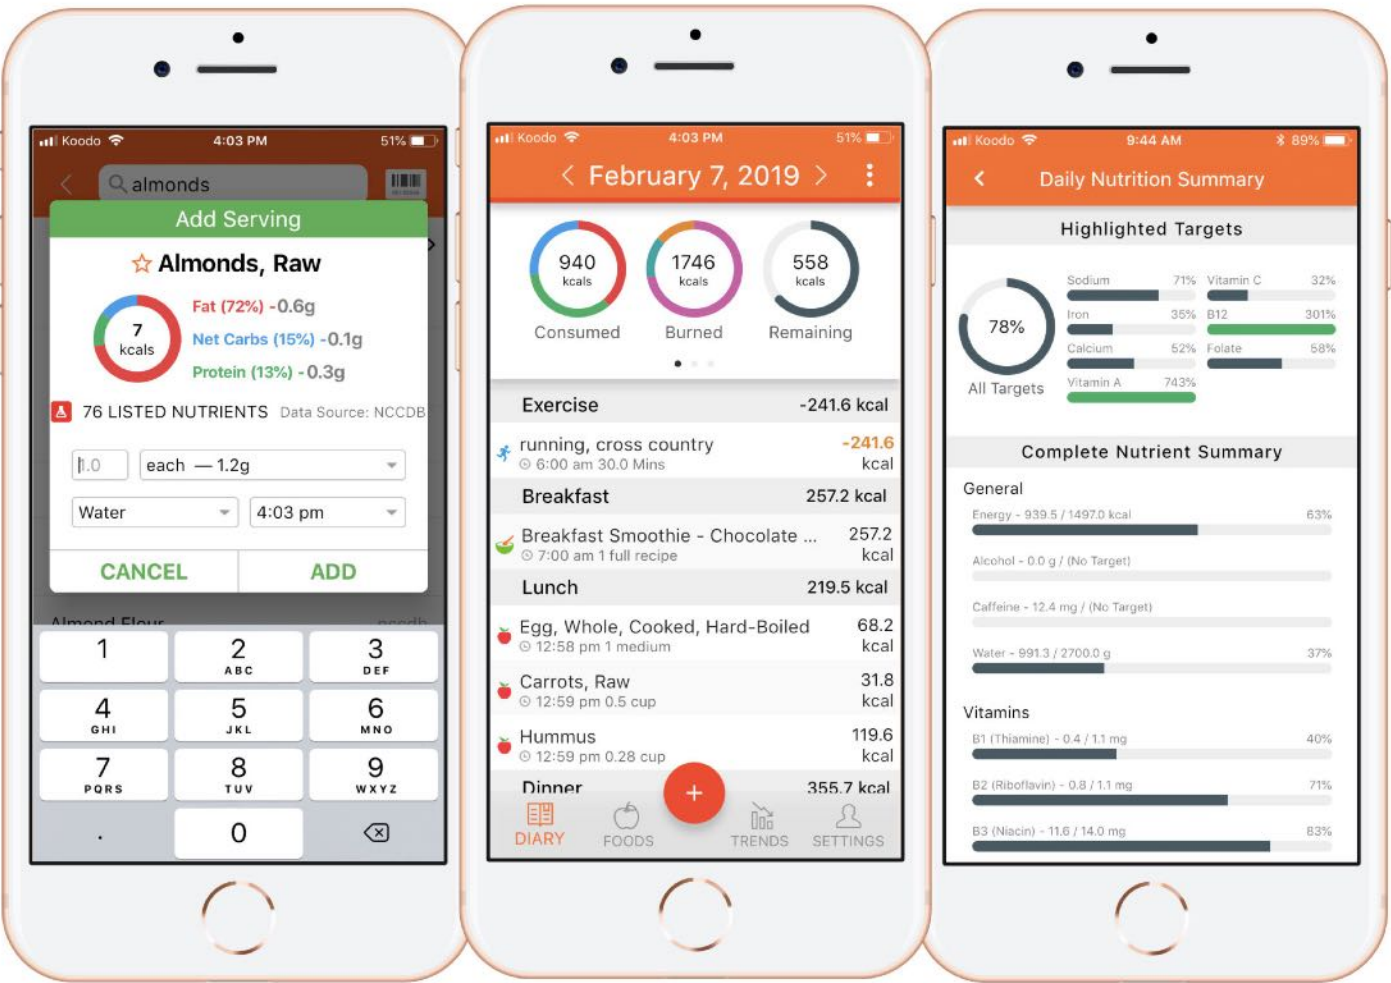 Koodo 4:03 PM 51%
almonds
Add Serving
Almonds, Raw
7
kcals
Fat (72%) - 0.6g
Net Carbs (15%) - 0.1g
Protein (13%) - 0.3g
76 LISTED NUTRIENTS Data Source: NCCDB
1.0 each — 1.2g
Water 4:03 pm
CANCEL ADD
Almond Flour nccdb
1 2 3
ABC DEF
4 5 6
GHI JKL MNO
7 8 9
PQRS TUV WXYZ
. 0
Koodo 4:03 PM 51%
< February 7, 2019 >
940 1746 558
kcals kcals kcals
Consumed Burned Remaining
Exercise -241.6 kcal
running, cross country -241.6
6:00 am 30.0 Mins kcal
Breakfast 257.2 kcal
Breakfast Smoothie - Chocolate ... 257.2
7:00 am 1 full recipe kcal
Lunch 219.5 kcal
Egg, Whole, Cooked, Hard-Boiled 68.2
12:58 pm 1 medium kcal
Carrots, Raw 31.8
12:59 pm 0.5 cup kcal
Hummus 119.6
12:59 pm 0.28 cup kcal
Dinner 355.7 kcal
+
DIARY FOODS TRENDS SETTINGS
Koodo 9:44 AM 89%
Daily Nutrition Summary
Highlighted Targets
78%
All Targets
Sodium 71% Vitamin C 32%
Iron 35% B12 301%
Calcium 52% Folate 58%
Vitamin A 743%
Complete Nutrient Summary
General
Energy - 939.5 / 1497.0 kcal 63%
Alcohol - 0.0 g / (No Target)
Caffeine - 12.4 mg / (No Target)
Water - 991.3 / 2700.0 g 37%
Vitamins
B1 (Thiamine) - 0.4 / 1.1 mg 40%
B2 (Riboflavin) - 0.8 / 1.1 mg 71%
B3 (Niacin) - 11.6 / 14.0 mg 83%